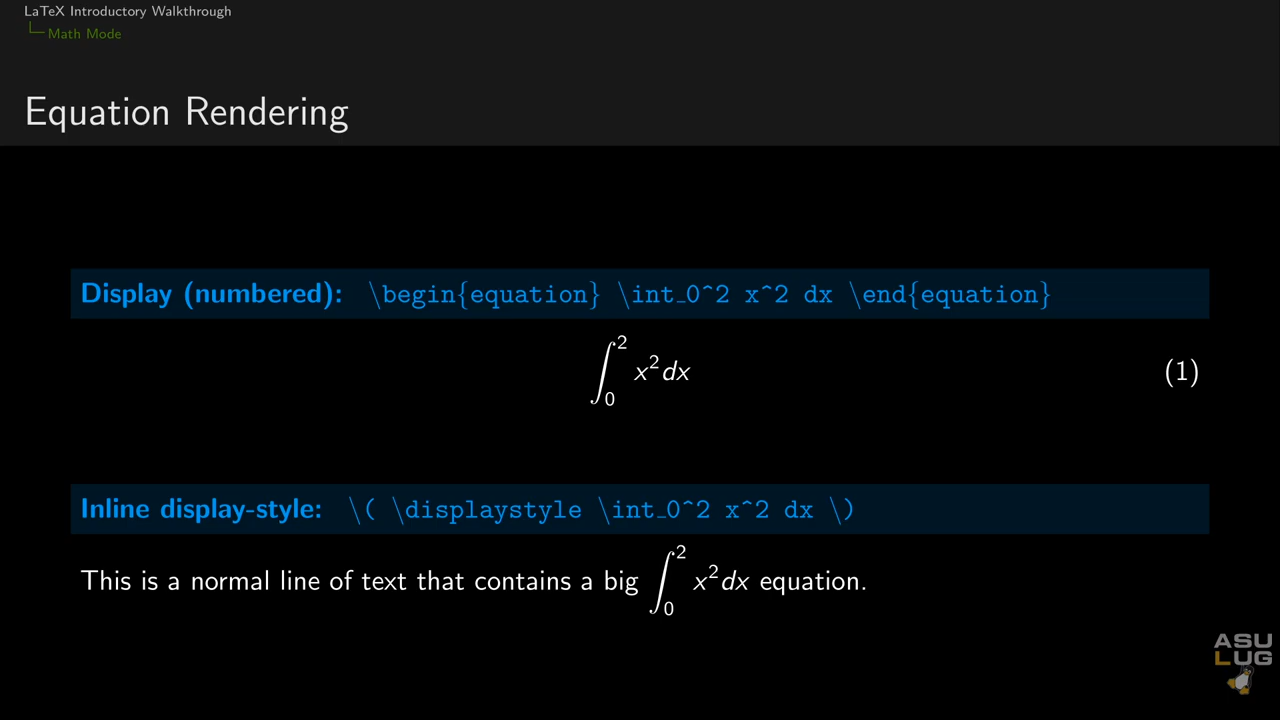 LaTeX Introductory Walkthrough
Math Mode
Equation Rendering
Display (numbered): \begin{equation} \int_0^2 x^2 dx \end{equation}
∫₀² x²dx (1)
Inline display-style: \( \displaystyle \int_0^2 x^2 dx \)
This is a normal line of text that contains a big ∫₀² x²dx equation.
ASU
LUG